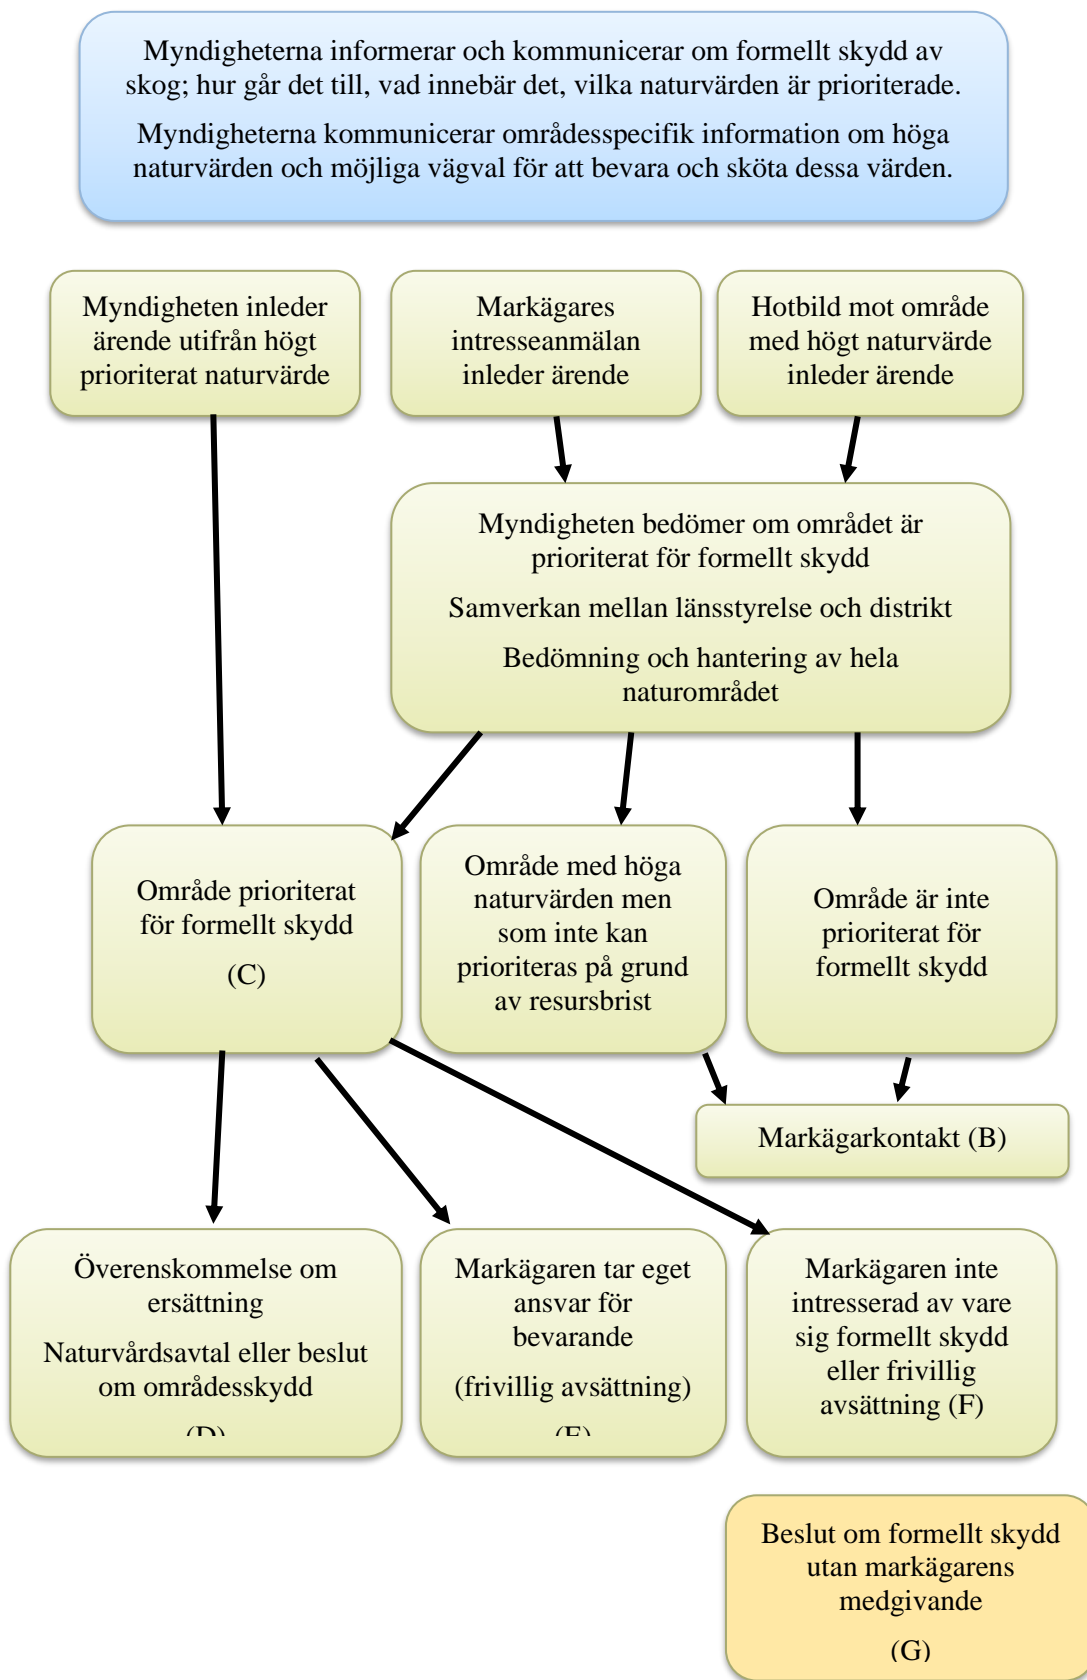 Myndigheterna informerar och kommunicerar om formellt skydd av
skog; hur går det till, vad innebär det, vilka naturvärden är prioriterade.
Myndigheterna kommunicerar områdesspecifik information om höga
naturvärden och möjliga vägval för att bevara och sköta dessa värden.
Myndigheten inleder
ärende utifrån högt
prioriterat naturvärde
Markägares
intresseanmälan
inleder ärende
Hotbild mot område
med högt naturvärde
inleder ärende
Myndigheten bedömer om området är
prioriterat för formellt skydd
Samverkan mellan länsstyrelse och distrikt
Bedömning och hantering av hela
naturområdet
Område prioriterat
för formellt skydd
(C)
Område med höga
naturvärden men
som inte kan
prioriteras på grund
av resursbrist
Område är inte
prioriterat för
formellt skydd
Markägarkontakt (B)
Överenskommelse om
ersättning
Naturvårdsavtal eller beslut
om områdesskydd
(D)
Markägaren tar eget
ansvar för
bevarande
(frivillig avsättning)
(E)
Markägaren inte
intresserad av vare
sig formellt skydd
eller frivillig
avsättning (F)
Beslut om formellt skydd
utan markägarens
medgivande
(G)